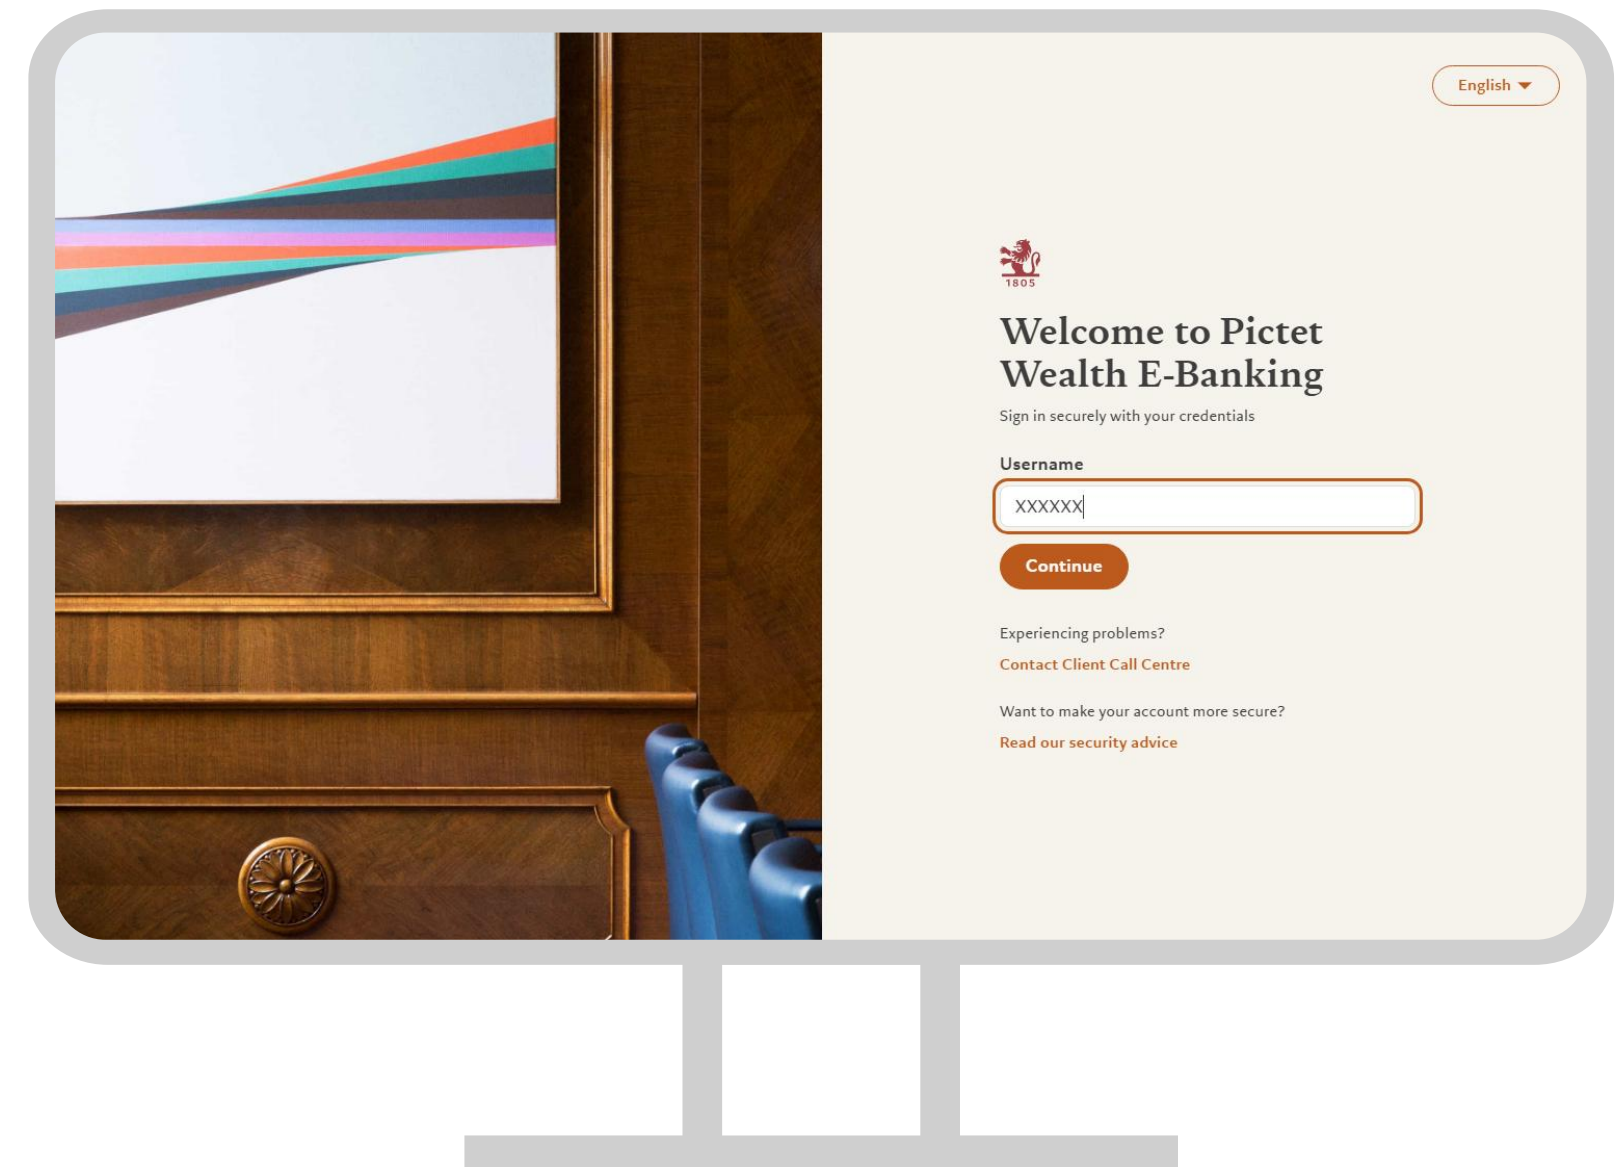 English
1805
Welcome to Pictet
Wealth E-Banking
Sign in securely with your credentials
Username
XXXXXX
Continue
Experiencing problems?
Contact Client Call Centre
Want to make your account more secure?
Read our security advice